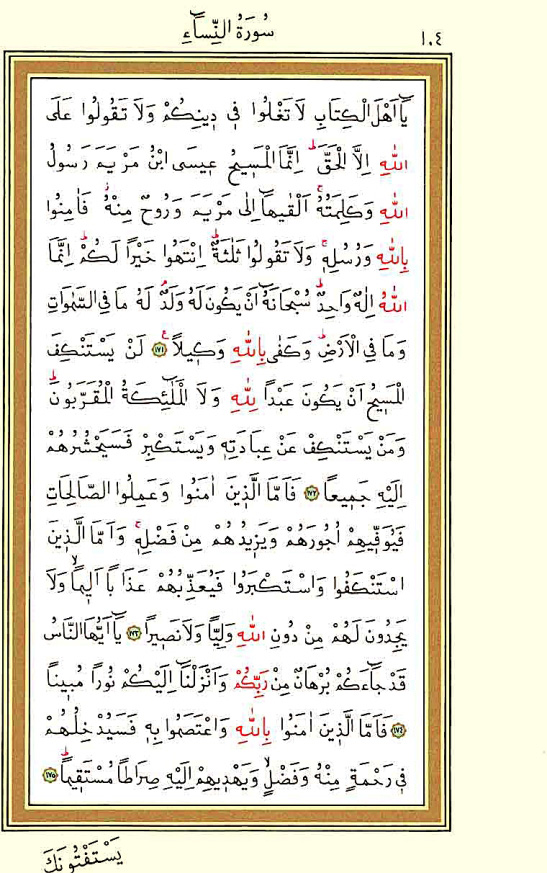 ١٠٤
سُورَةُ النِّسَاءِ
يَٓا اَهْلَ الْكِتَابِ لَا تَغْلُوا فٖي دٖينِكُمْ وَلَا تَقُولُوا عَلَى
اللّٰهِ اِلَّا الْحَقَّؕ اِنَّمَا الْمَسٖيحُ عٖيسَى ابْنُ مَرْيَمَ رَسُولُ
اللّٰهِ وَكَلِمَتُهُۚ اَلْقٰيهَٓا اِلٰى مَرْيَمَ وَرُوحٌ مِنْهُؗ فَاٰمِنُوا
بِاللّٰهِ وَرُسُلِهٖۚ وَلَا تَقُولُوا ثَلٰثَةٌؕ اِنْتَهُوا خَيْرًا لَكُمْؕ اِنَّمَا
اللّٰهُ اِلٰهٌ وَاحِدٌؕ سُبْحَانَهُٓ اَنْ يَكُونَ لَهُ وَلَدٌۘ لَهُ مَا فِي السَّمٰوَاتِ
وَمَا فِي الْاَرْضِؕ وَكَفٰى بِاللّٰهِ وَكٖيلًاࣖ ﴿١٧١﴾ لَنْ يَسْتَنْكِفَ
الْمَسٖيحُ اَنْ يَكُونَ عَبْدًا لِلّٰهِ وَلَا الْمَلٰٓئِكَةُ الْمُقَرَّبُونَؕ
وَمَنْ يَسْتَنْكِفْ عَنْ عِبَادَتِهٖ وَيَسْتَكْبِرْ فَسَيَحْشُرُهُمْ
اِلَيْهِ جَمٖيعًا ﴿١٧٢﴾ فَاَمَّا الَّذٖينَ اٰمَنُوا وَعَمِلُوا الصَّالِحَاتِ
فَيُوَفّٖيهِمْ اُجُورَهُمْ وَيَزٖيدُهُمْ مِنْ فَضْلِهٖۚ وَاَمَّا الَّذٖينَ
اسْتَنْكَفُوا وَاسْتَكْبَرُوا فَيُعَذِّبُهُمْ عَذَابًا اَلٖيمًاۙ وَلَا
يَجِدُونَ لَهُمْ مِنْ دُونِ اللّٰهِ وَلِيًّا وَلَا نَصٖيرًا ﴿١٧٣﴾ يَٓا اَيُّهَا النَّاسُ
قَدْ جَٓاءَكُمْ بُرْهَانٌ مِنْ رَبِّكُمْ وَاَنْزَلْنَٓا اِلَيْكُمْ نُورًا مُبٖينًا
﴿١٧٤﴾ فَاَمَّا الَّذٖينَ اٰمَنُوا بِاللّٰهِ وَاعْتَصَمُوا بِهٖ فَسَيُدْخِلُهُمْ
فٖي رَحْمَةٍ مِنْهُ وَفَضْلٍۙ وَيَهْدٖيهِمْ اِلَيْهِ صِرَاطًا مُسْتَقٖيمًاؕ ﴿١٧٥﴾
يَسْتَفْتُونَكَ